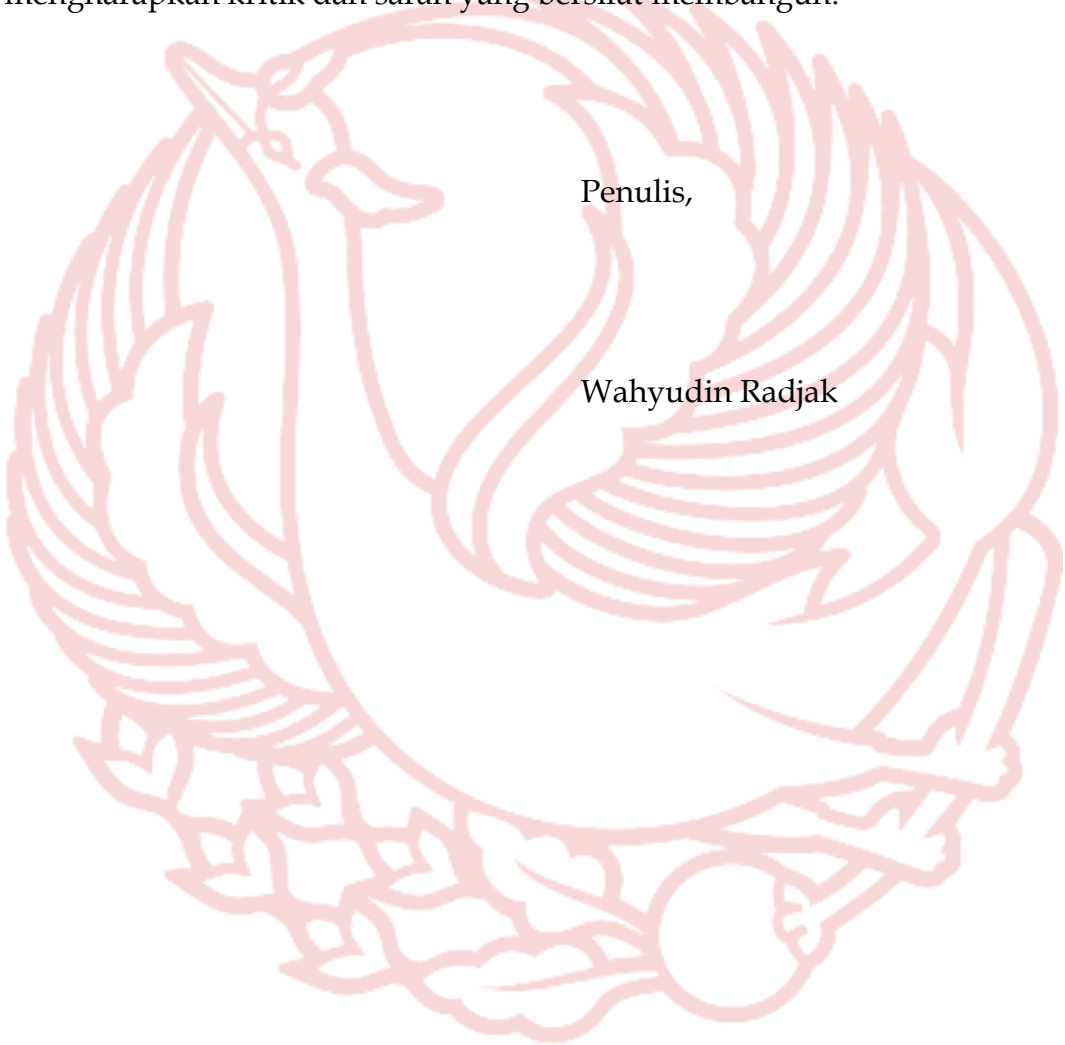 mengharapkan kritik dan saran yang bersifat membangun.
Penulis,
Wahyudin Radjak